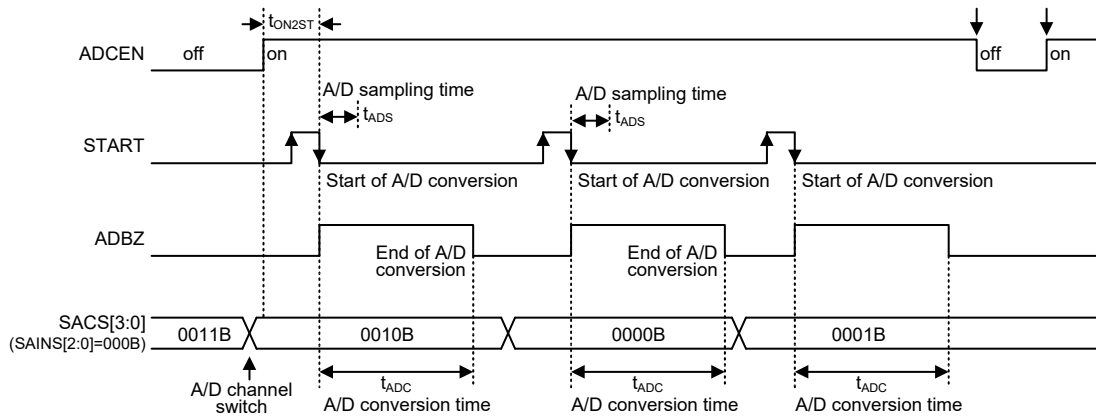 tON2ST
ADCEN
off
on
off
on
A/D sampling time
tADS
A/D sampling time
tADS
START
Start of A/D conversion
Start of A/D conversion
Start of A/D conversion
ADBZ
End of A/D
conversion
End of A/D
conversion
SACS[3:0]
(SAINS[2:0]=000B)
0011B
0010B
0000B
0001B
A/D channel
switch
tADC
A/D conversion time
tADC
A/D conversion time
tADC
A/D conversion time